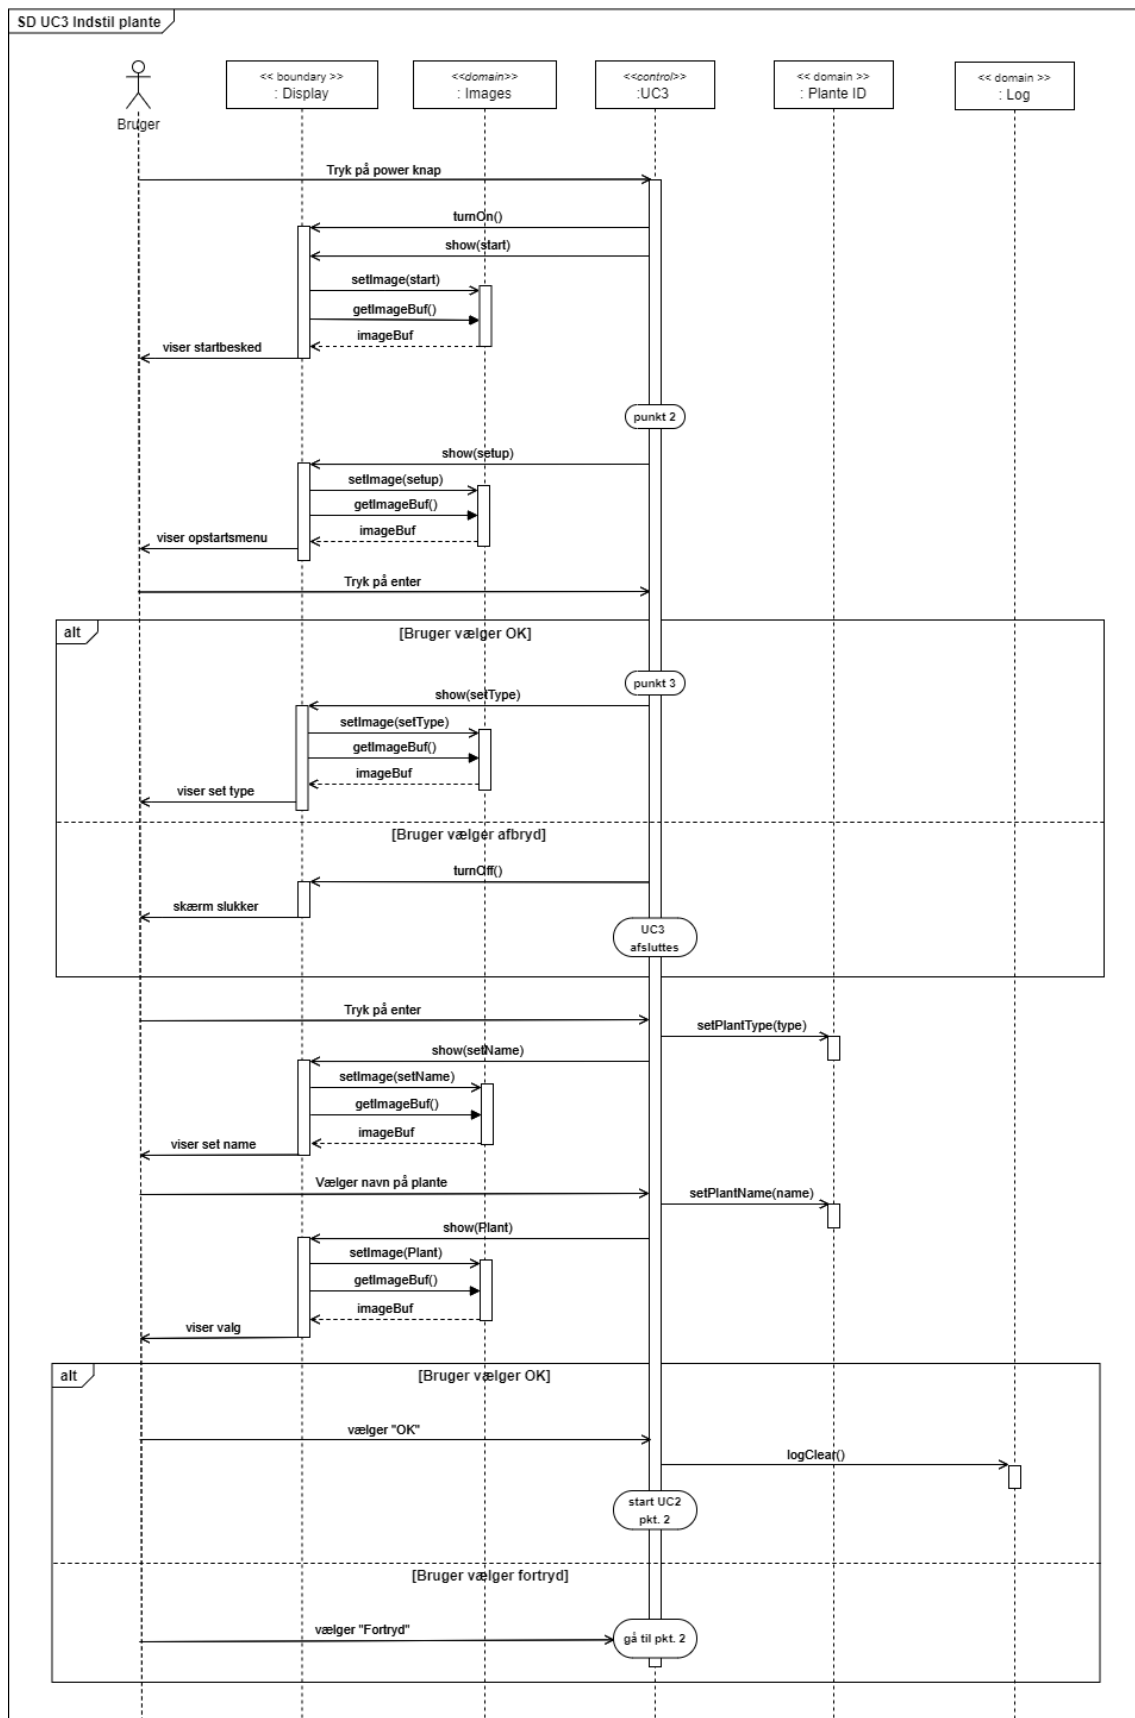 SD UC3 Indstil plante
Bruger
<< boundary >>
: Display
<<domain>>
: Images
<<control>>
:UC3
<< domain >>
: Plante ID
<< domain >>
: Log
Tryk på power knap
turnOn()
show(start)
setImage(start)
getImageBuf()
imageBuf
viser startbesked
punkt 2
show(setup)
setImage(setup)
getImageBuf()
imageBuf
viser opstartsmenu
Tryk på enter
alt
[Bruger vælger OK]
punkt 3
show(setType)
setImage(setType)
getImageBuf()
imageBuf
viser set type
[Bruger vælger afbryd]
turnOff()
skærm slukker
UC3
afsluttes
Tryk på enter
setPlantType(type)
show(setName)
setImage(setName)
getImageBuf()
imageBuf
viser set name
Vælger navn på plante
setPlantName(name)
show(Plant)
setImage(Plant)
getImageBuf()
imageBuf
viser valg
alt
[Bruger vælger OK]
vælger "OK"
logClear()
start UC2
pkt. 2
[Bruger vælger fortryd]
vælger "Fortryd"
gå til pkt. 2